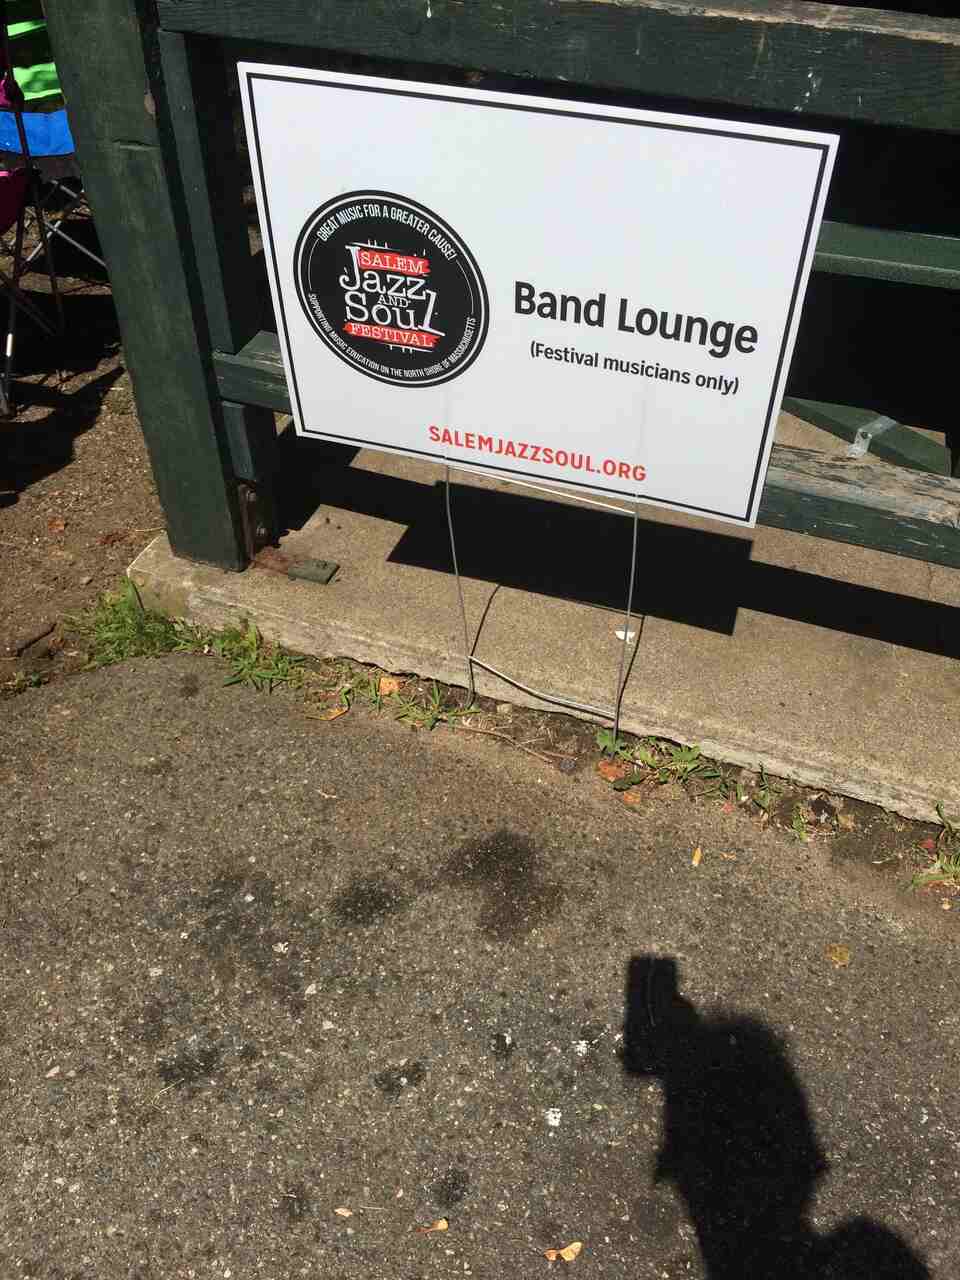 GREAT MUSIC FOR A GREATER CAUSE!
SALEM
Jazz
AND
Soul
FESTIVAL
SUPPORTING MUSIC EDUCATION ON THE NORTH SHORE OF MASSACHUSETTS
Band Lounge
(Festival musicians only)
SALEMJAZZSOUL.ORG